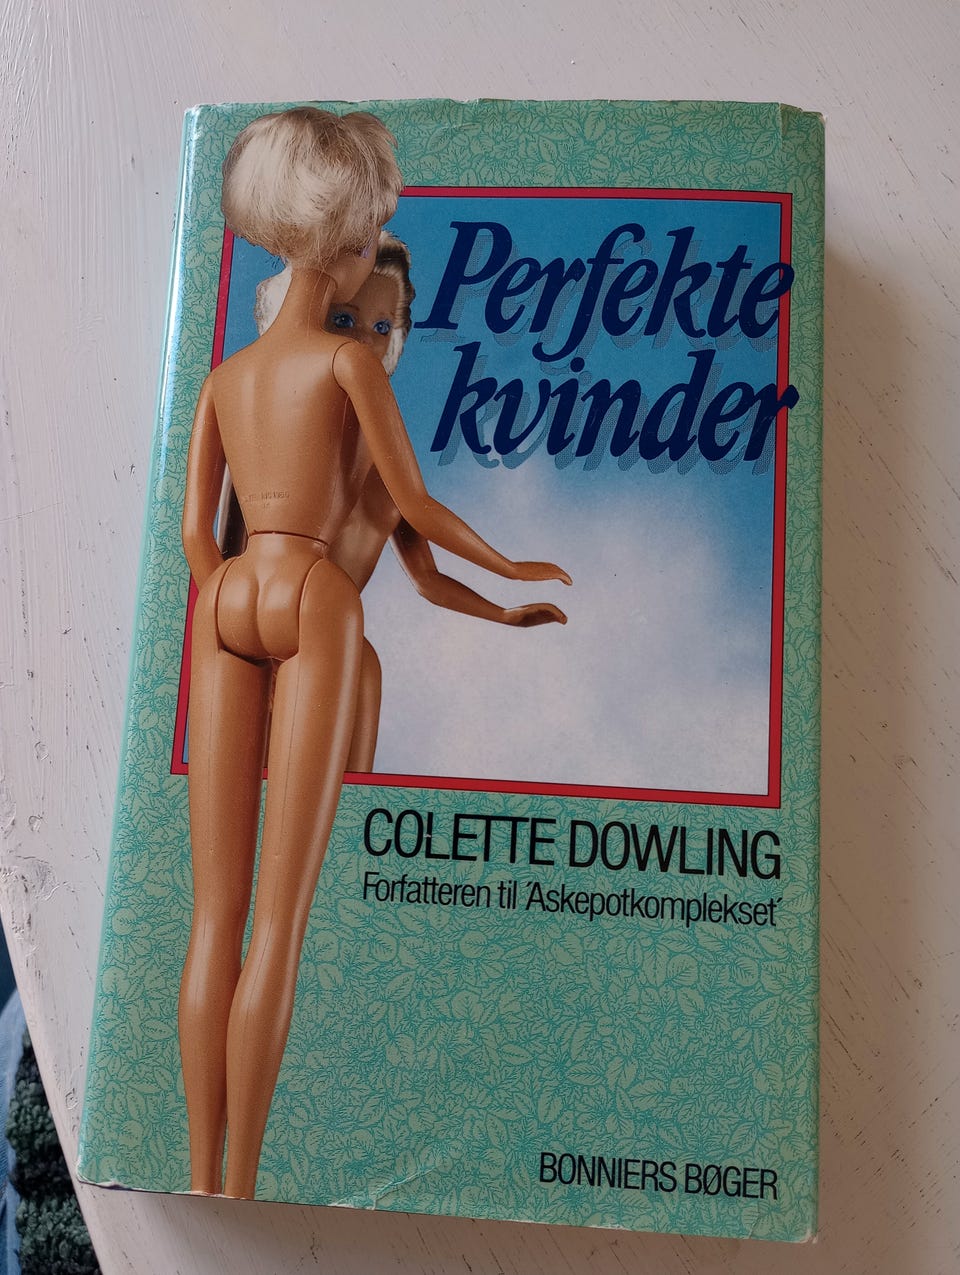 Perfekte
kvinder
COLETTE DOWLING
Forfatteren til ´Askepotkomplekset´
BONNIERS BØGER